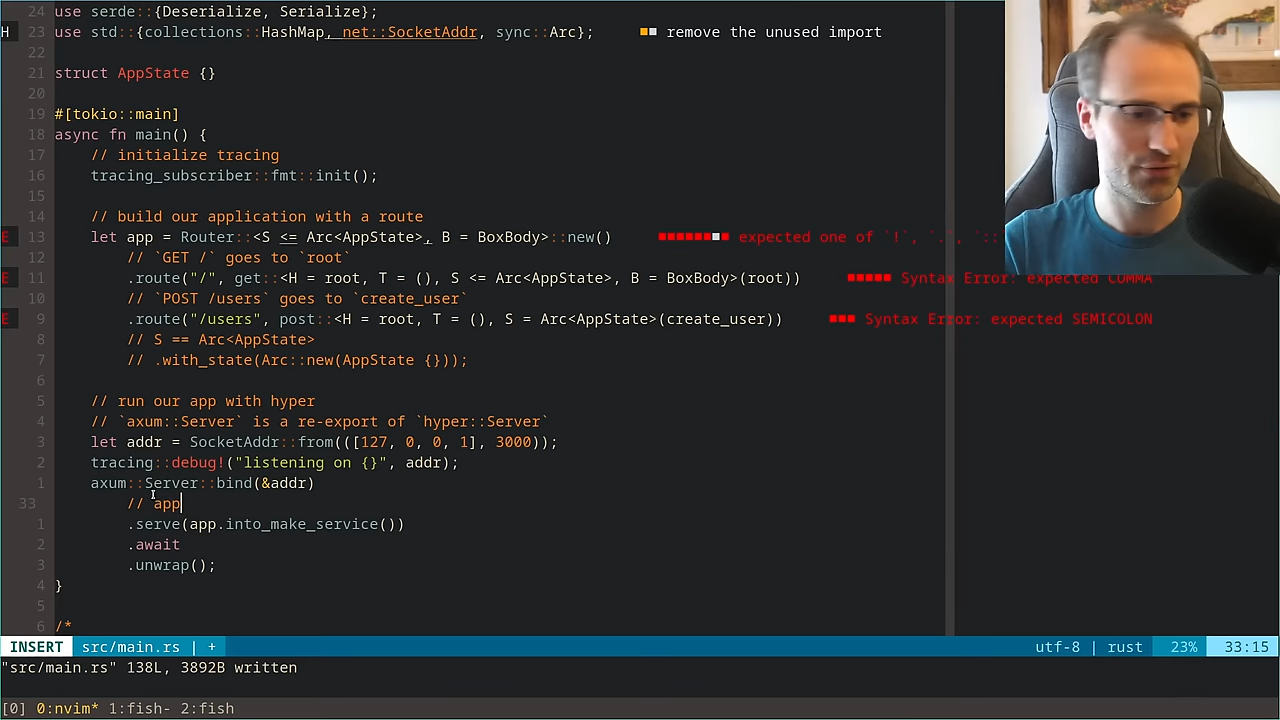 24 use serde::{Deserialize, Serialize};
H 23 use std::{collections::HashMap, net::SocketAddr, sync::Arc};     ■■ remove the unused import
22
21 struct AppState {}
20
19 #[tokio::main]
18 async fn main() {
17     // initialize tracing
16     tracing_subscriber::fmt::init();
15
14     // build our application with a route
E 13     let app = Router::<S <= Arc<AppState>, B = BoxBody>::new()     ■■■■■■■■ expected one of `!`, `.`, `::
12         // `GET /` goes to `root`
E 11         .route("/", get::<H = root, T = (), S <= Arc<AppState>, B = BoxBody>(root))     ■■■■■ Syntax Error: expected COMMA
10         // `POST /users` goes to `create_user`
E 9         .route("/users", post::<H = root, T = (), S = Arc<AppState>(create_user))     ■■■ Syntax Error: expected SEMICOLON
8         // S == Arc<AppState>
7         // .with_state(Arc::new(AppState {}));
6
5     // run our app with hyper
4     // `axum::Server` is a re-export of `hyper::Server`
3     let addr = SocketAddr::from(([127, 0, 0, 1], 3000));
2     tracing::debug!("listening on {}", addr);
1     axum::Server::bind(&addr)
33         // app
1         .serve(app.into_make_service())
2         .await
3         .unwrap();
4 }
5
6 /*
INSERT src/main.rs | + utf-8 | rust 23% 33:15
"src/main.rs" 138L, 3892B written
[0] 0:nvim* 1:fish- 2:fish